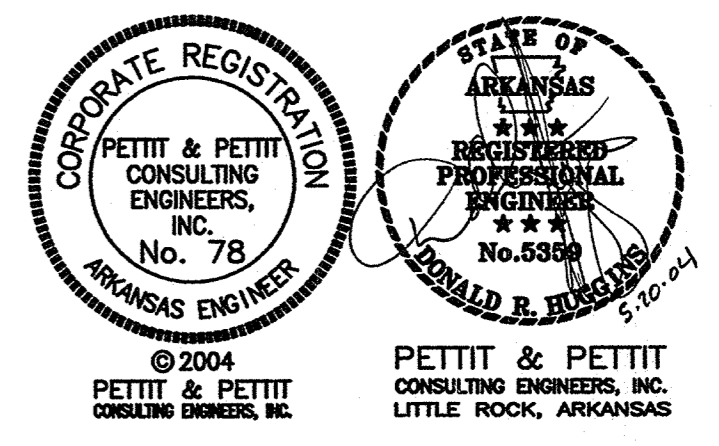 CORPORATE REGISTRATION
PETTIT & PETTIT
CONSULTING
ENGINEERS,
INC.
No. 78
ARKANSAS ENGINEER
©2004
PETTIT & PETTIT
CONSULTING ENGINEERS, INC.
STATE OF
ARKANSAS
REGISTERED
PROFESSIONAL
ENGINEER
No.5359
DONALD R. HUGGINS
5.20.04
PETTIT & PETTIT
CONSULTING ENGINEERS, INC.
LITTLE ROCK, ARKANSAS